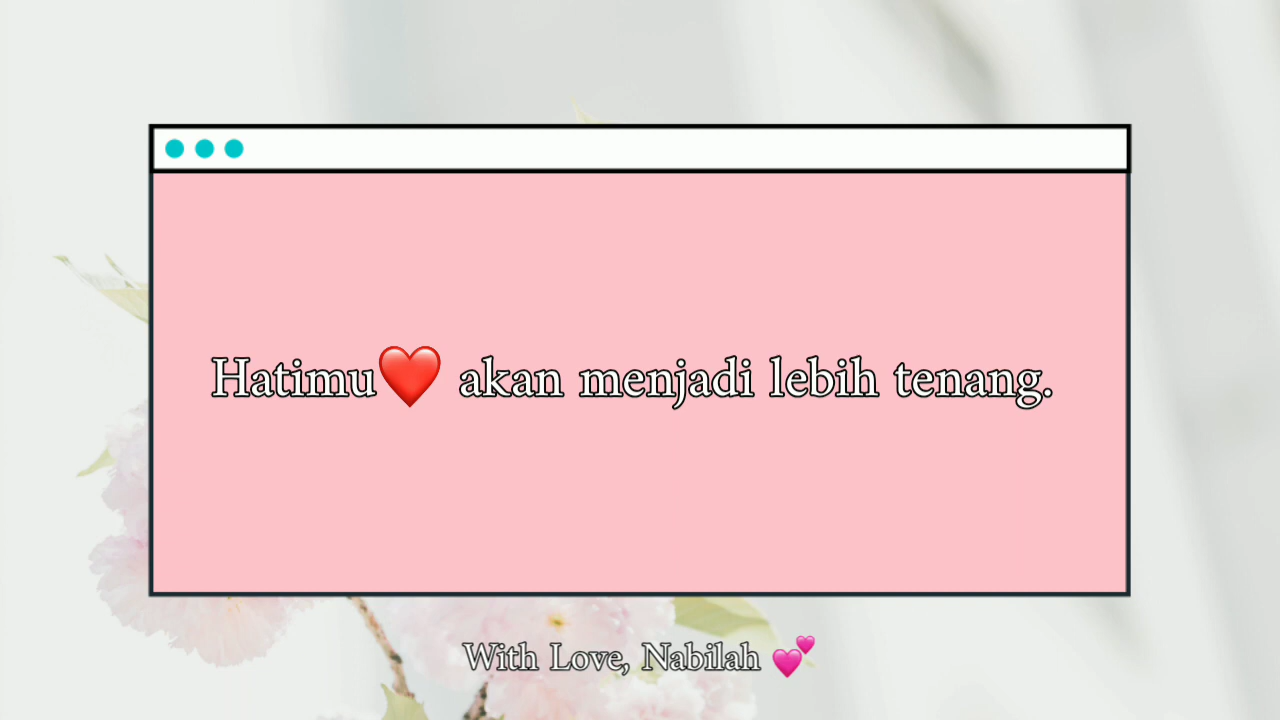 Hatimu❤️ akan menjadi lebih tenang.
With Love, Nabilah 💕